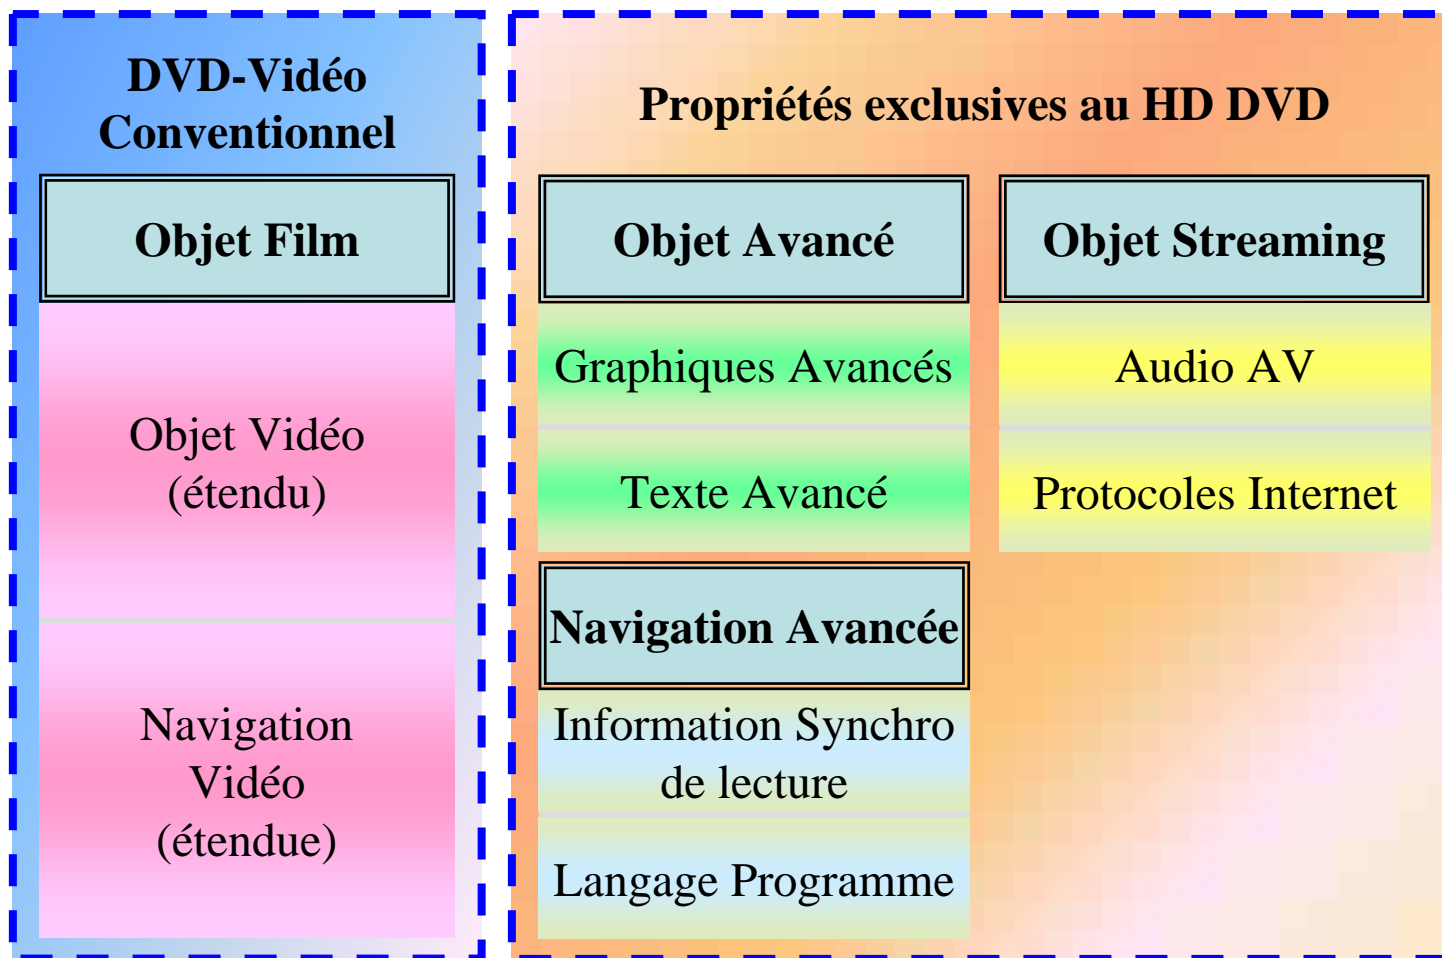 DVD-Vidéo
Conventionnel
Objet Film
Objet Vidéo
(étendu)
Navigation
Vidéo
(étendue)
Propriétés exclusives au HD DVD
Objet Avancé
Graphiques Avancés
Texte Avancé
Navigation Avancée
Information Synchro
de lecture
Langage Programme
Objet Streaming
Audio AV
Protocoles Internet